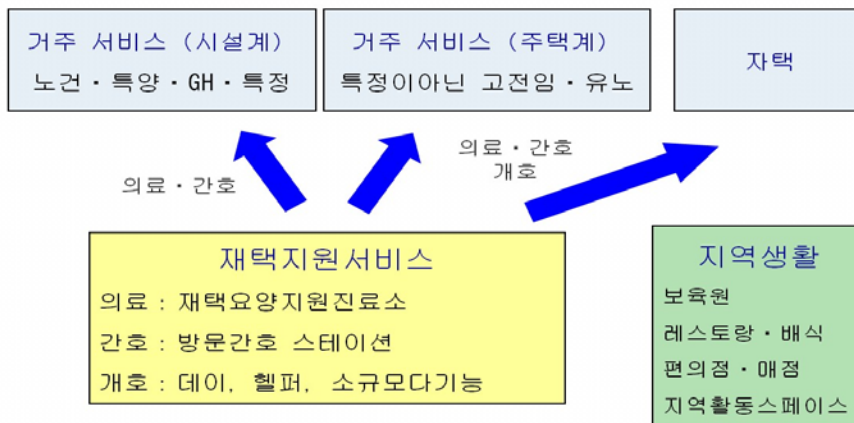 거주 서비스 (시설계)
노건・특양・GH・특정
거주 서비스 (주택계)
특정이아닌 고전임・유노
자택
의료・간호
의료・간호
개호
재택지원서비스
의료 : 재택요양지원진료소
간호 : 방문간호 스테이션
개호 : 데이, 헬퍼, 소규모다기능
지역생활
보육원
레스토랑・배식
편의점・매점
지역활동스페이스